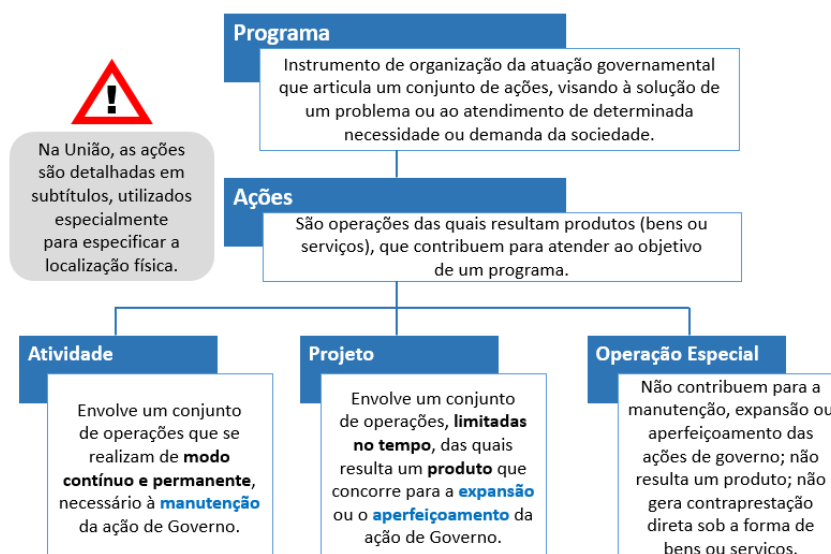 Programa
Instrumento de organização da atuação governamental
que articula um conjunto de ações, visando à solução de
um problema ou ao atendimento de determinada
necessidade ou demanda da sociedade.
!
Na União, as ações
são detalhadas em
subtítulos, utilizados
especialmente
para especificar a
localização física.
Ações
São operações das quais resultam produtos (bens ou
serviços), que contribuem para atender ao objetivo
de um programa.
Atividade
Envolve um conjunto
de operações que se
realizam de modo
contínuo e permanente,
necessário à manutenção
da ação de Governo.
Projeto
Envolve um conjunto
de operações, limitadas
no tempo, das quais
resulta um produto que
concorre para a expansão
ou o aperfeiçoamento da
ação de Governo.
Operação Especial
Não contribuem para a
manutenção, expansão ou
aperfeiçoamento das
ações de governo; não
resulta um produto; não
gera contraprestação
direta sob a forma de
bens ou serviços.